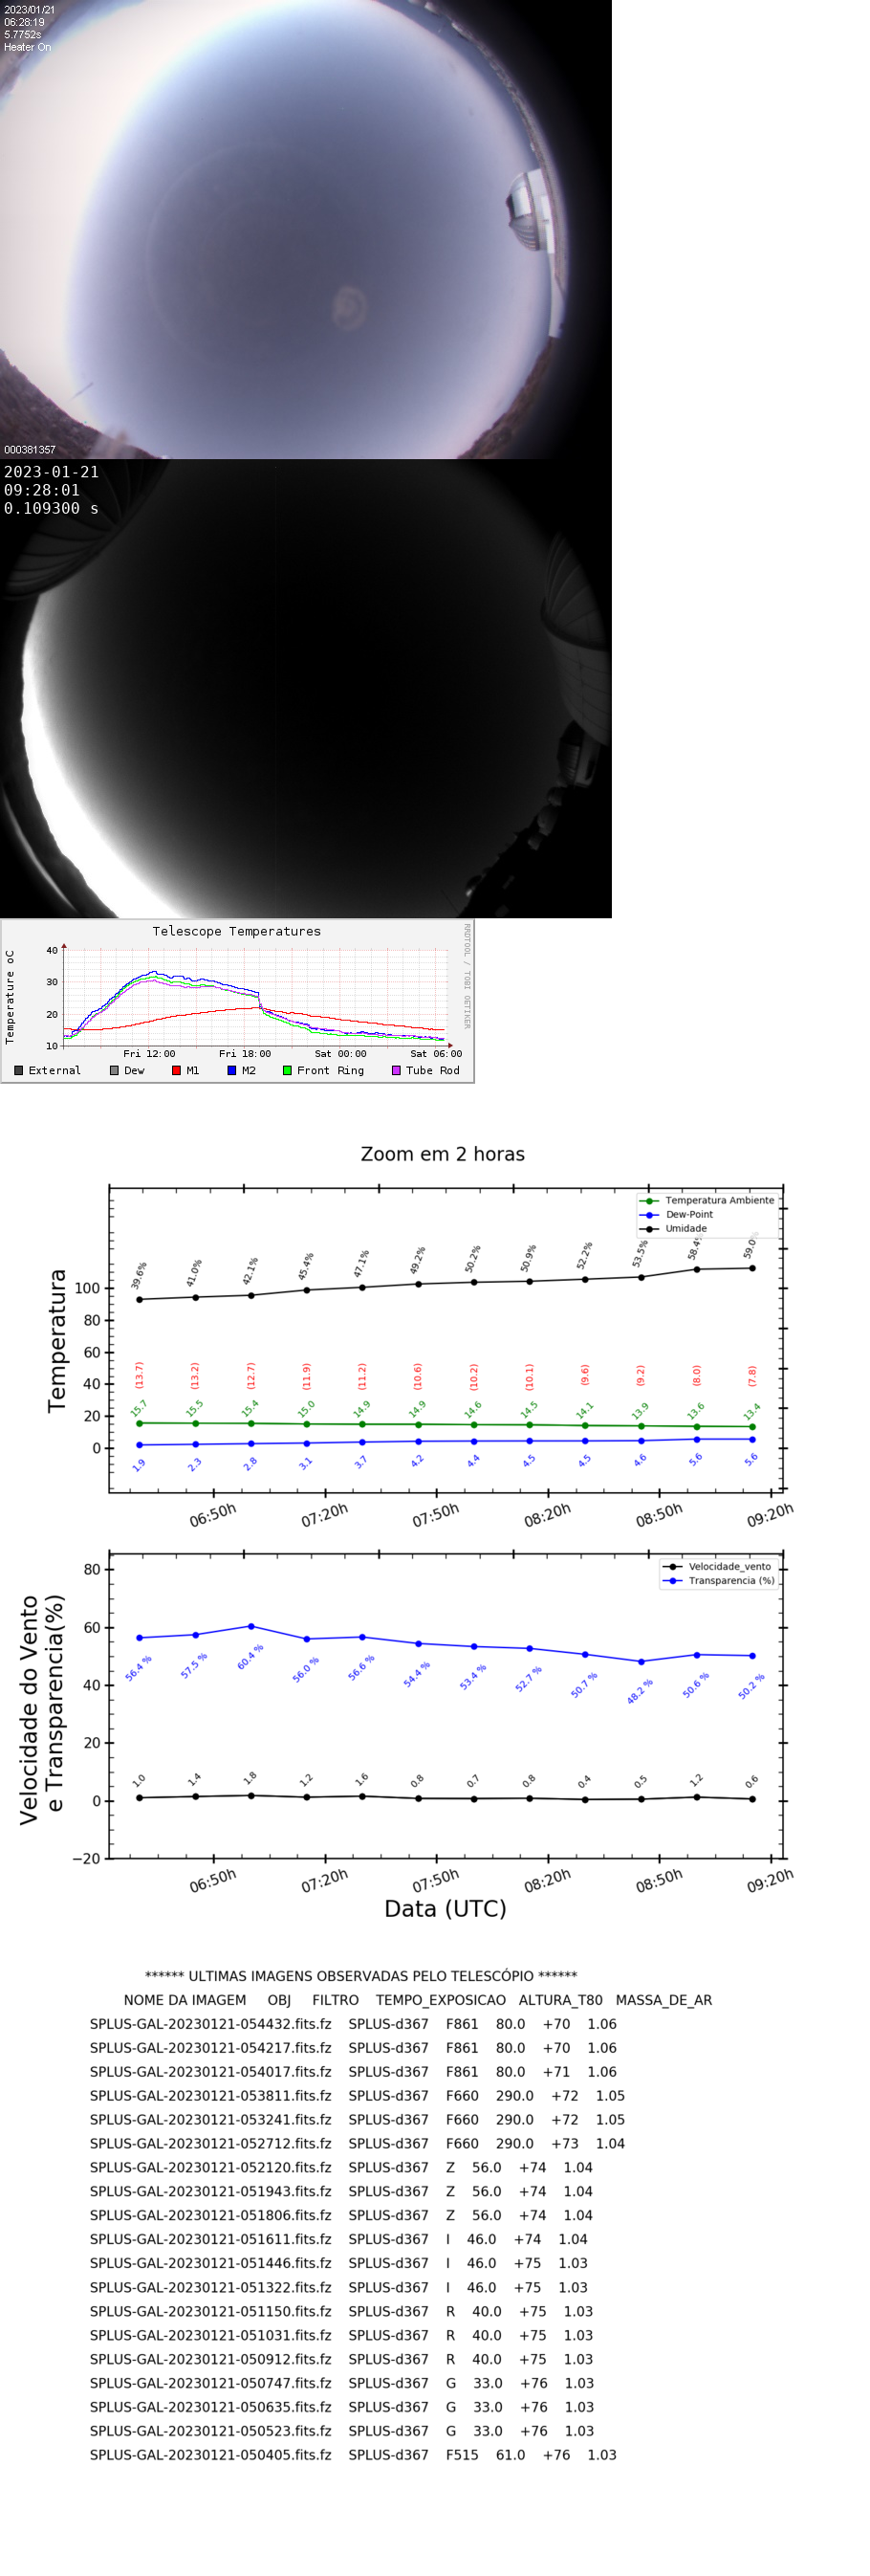 2023/01/21
06:28:19
5.7752s
Heater On
000381357
2023-01-21
09:28:01
0.109300 s
Telescope Temperatures
Temperature oC
RRDTOOL / TOBI OETIKER
40
30
20
10
Fri 12:00 Fri 18:00 Sat 00:00 Sat 06:00
External Dew M1 M2 Front Ring Tube Rod
Zoom em 2 horas
Temperatura
Temperatura Ambiente
Dew-Point
Umidade
39.6% 41.0% 42.1% 45.4% 47.1% 49.2% 50.2% 50.9% 52.2% 53.5% 58.4% 59.0%
100
80
60
40
20
0
(13.7) (13.2) (12.7) (11.9) (11.2) (10.6) (10.2) (10.1) (9.6) (9.2) (8.0) (7.8)
15.7 15.5 15.4 15.0 14.9 14.9 14.6 14.5 14.1 13.9 13.6 13.4
1.9 2.3 2.8 3.1 3.7 4.2 4.4 4.5 4.5 4.6 5.6 5.6
06:50h 07:20h 07:50h 08:20h 08:50h 09:20h
Velocidade do Vento
e Transparencia(%)
Velocidade_vento
Transparencia (%)
80
60
40
20
0
−20
56.4 % 57.5 % 60.4 % 56.0 % 56.6 % 54.4 % 53.4 % 52.7 % 50.7 % 48.2 % 50.6 % 50.2 %
1.0 1.4 1.8 1.2 1.6 0.8 0.7 0.8 0.4 0.5 1.2 0.6
06:50h 07:20h 07:50h 08:20h 08:50h 09:20h
Data (UTC)
****** ULTIMAS IMAGENS OBSERVADAS PELO TELESCÓPIO ******
NOME DA IMAGEM OBJ FILTRO TEMPO_EXPOSICAO ALTURA_T80 MASSA_DE_AR
SPLUS-GAL-20230121-054432.fits.fz SPLUS-d367 F861 80.0 +70 1.06
SPLUS-GAL-20230121-054217.fits.fz SPLUS-d367 F861 80.0 +70 1.06
SPLUS-GAL-20230121-054017.fits.fz SPLUS-d367 F861 80.0 +71 1.06
SPLUS-GAL-20230121-053811.fits.fz SPLUS-d367 F660 290.0 +72 1.05
SPLUS-GAL-20230121-053241.fits.fz SPLUS-d367 F660 290.0 +72 1.05
SPLUS-GAL-20230121-052712.fits.fz SPLUS-d367 F660 290.0 +73 1.04
SPLUS-GAL-20230121-052120.fits.fz SPLUS-d367 Z 56.0 +74 1.04
SPLUS-GAL-20230121-051943.fits.fz SPLUS-d367 Z 56.0 +74 1.04
SPLUS-GAL-20230121-051806.fits.fz SPLUS-d367 Z 56.0 +74 1.04
SPLUS-GAL-20230121-051611.fits.fz SPLUS-d367 I 46.0 +74 1.04
SPLUS-GAL-20230121-051446.fits.fz SPLUS-d367 I 46.0 +75 1.03
SPLUS-GAL-20230121-051322.fits.fz SPLUS-d367 I 46.0 +75 1.03
SPLUS-GAL-20230121-051150.fits.fz SPLUS-d367 R 40.0 +75 1.03
SPLUS-GAL-20230121-051031.fits.fz SPLUS-d367 R 40.0 +75 1.03
SPLUS-GAL-20230121-050912.fits.fz SPLUS-d367 R 40.0 +75 1.03
SPLUS-GAL-20230121-050747.fits.fz SPLUS-d367 G 33.0 +76 1.03
SPLUS-GAL-20230121-050635.fits.fz SPLUS-d367 G 33.0 +76 1.03
SPLUS-GAL-20230121-050523.fits.fz SPLUS-d367 G 33.0 +76 1.03
SPLUS-GAL-20230121-050405.fits.fz SPLUS-d367 F515 61.0 +76 1.03